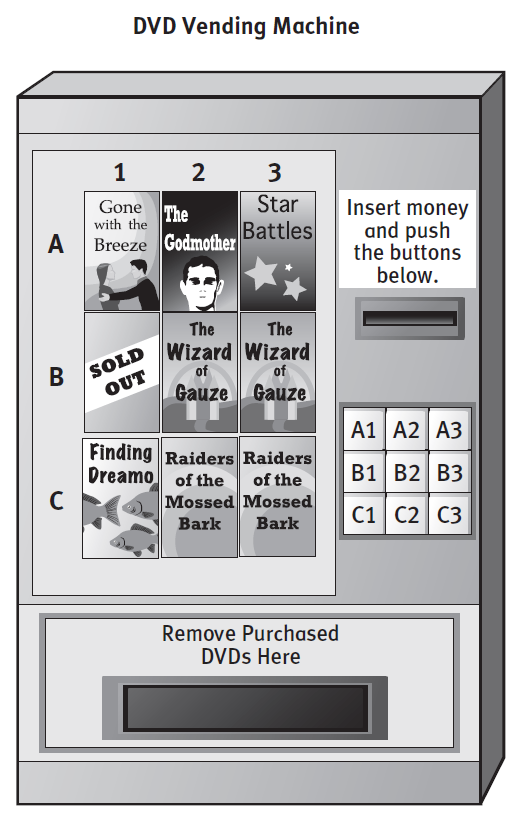 DVD Vending Machine
1 2 3
A
Gone
with the
Breeze
The
Godmother
Star
Battles
B
SOLD
OUT
The
Wizard
of
Gauze
The
Wizard
of
Gauze
C
Finding
Dreamo
Raiders
of the
Mossed
Bark
Raiders
of the
Mossed
Bark
Insert money
and push
the buttons
below.
A1 A2 A3
B1 B2 B3
C1 C2 C3
Remove Purchased
DVDs Here